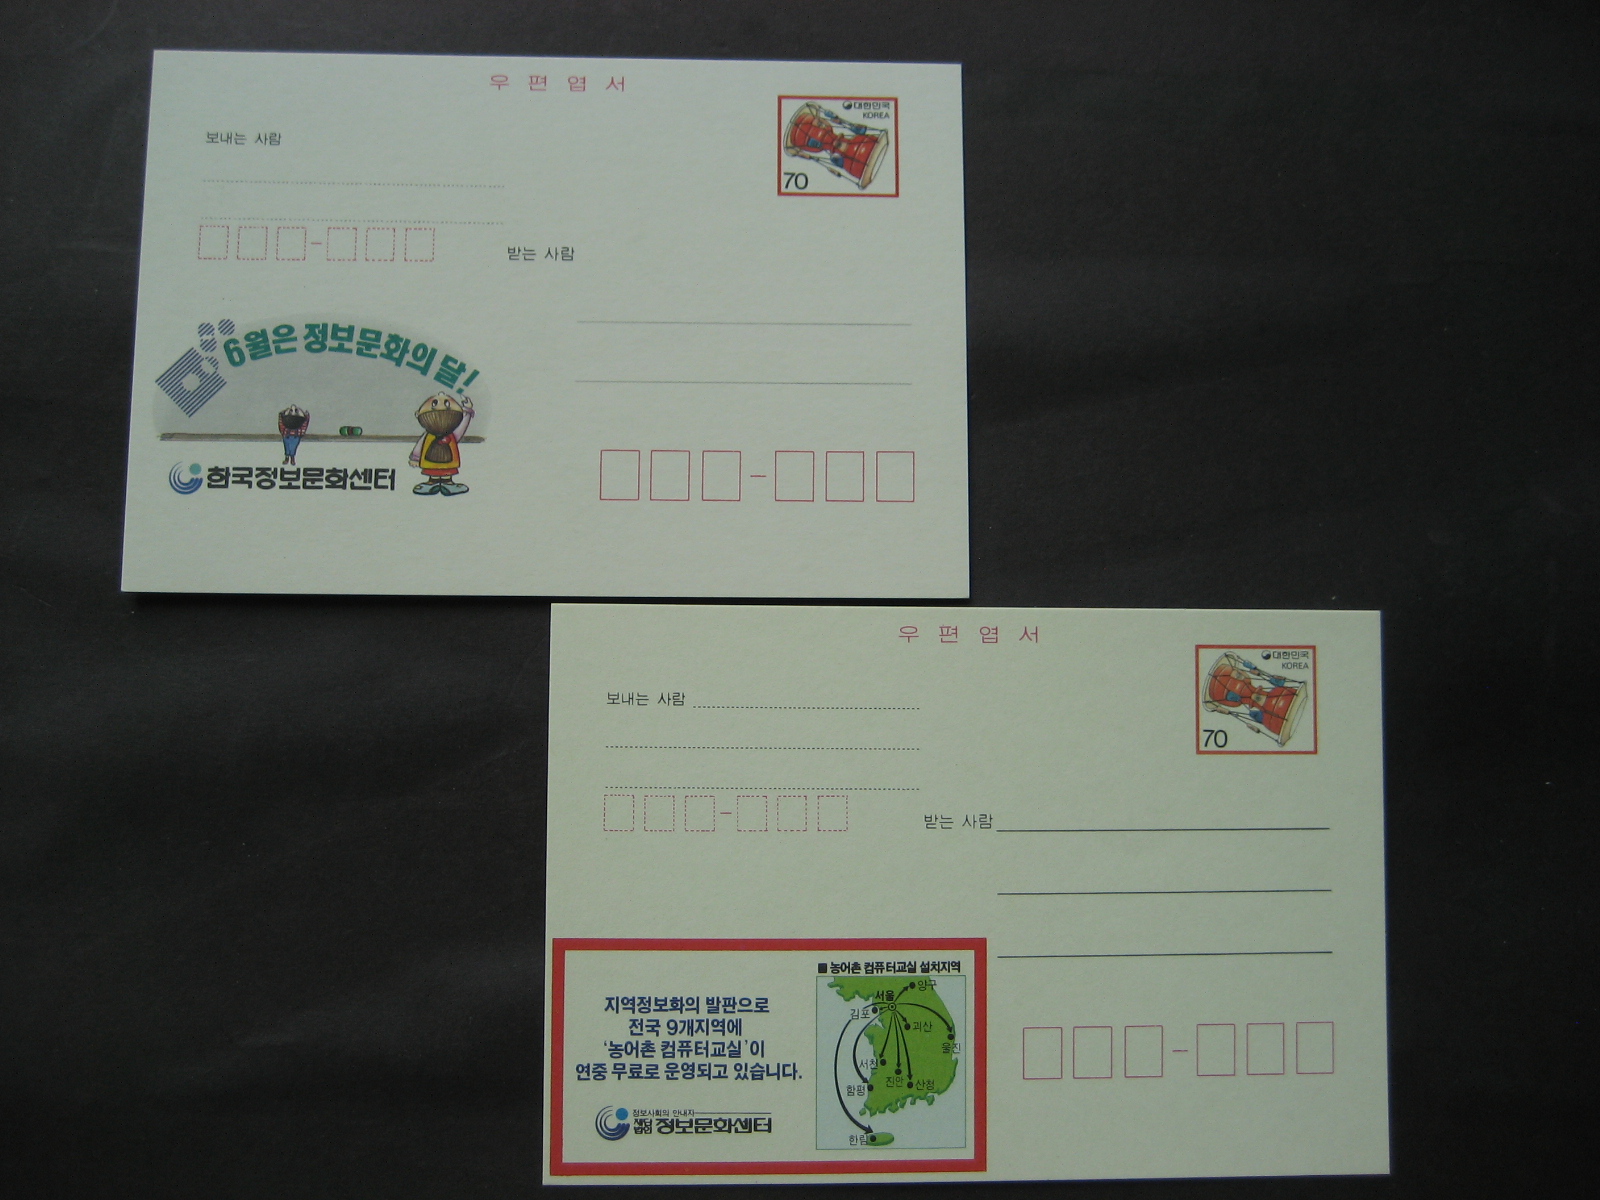 우 편 엽 서
대한민국
KOREA
70
보내는 사람
받는 사람
6월은 정보문화의 달!
한국정보문화센터
우 편 엽 서
대한민국
KOREA
70
보내는 사람
받는 사람
지역정보화의 발판으로
전국 9개지역에
'농어촌 컴퓨터교실'이
연중 무료로 운영되고 있습니다.
정보사회의 안내자
재단법인 정보문화센터
■ 농어촌 컴퓨터교실 설치지역
양구
서울
김포
괴산
울진
서천
진안
산청
함평
한림